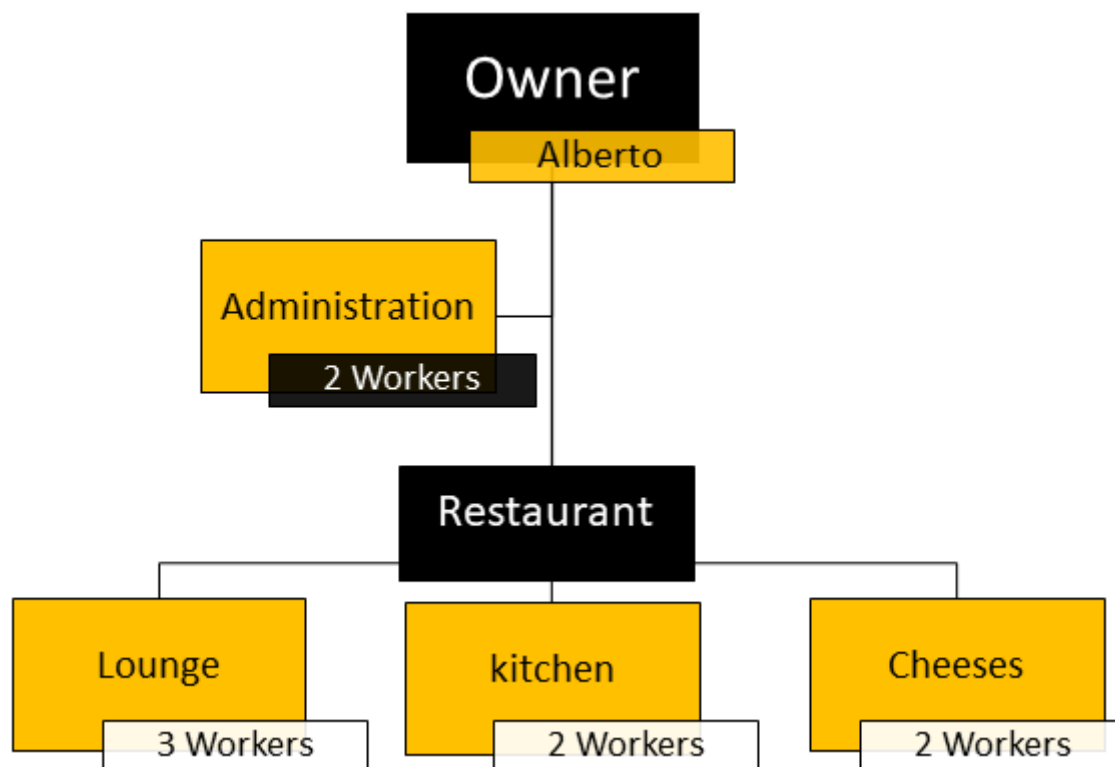 Owner
Alberto
Administration
2 Workers
Restaurant
Lounge
3 Workers
kitchen
2 Workers
Cheeses
2 Workers